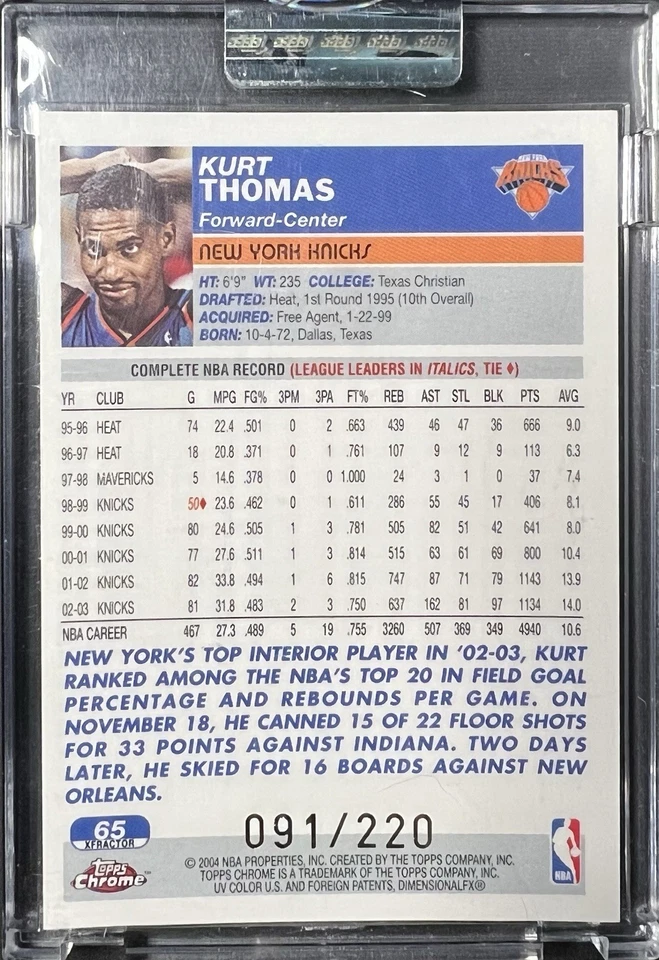 KURT
THOMAS
Forward-Center
NEW YORK KNICKS
NEW YORK
KNICKS
HT: 6'9" WT: 235 COLLEGE: Texas Christian
DRAFTED: Heat, 1st Round 1995 (10th Overall)
ACQUIRED: Free Agent, 1-22-99
BORN: 10-4-72, Dallas, Texas
COMPLETE NBA RECORD (LEAGUE LEADERS IN ITALICS, TIE ♦)
YR CLUB G MPG FG% 3PM 3PA FT% REB AST STL BLK PTS AVG
95-96 HEAT 74 22.4 .501 0 2 .663 439 46 47 36 666 9.0
96-97 HEAT 18 20.8 .371 0 1 .761 107 9 12 9 113 6.3
97-98 MAVERICKS 5 14.6 .378 0 0 1.000 24 3 1 0 37 7.4
98-99 KNICKS 50♦ 23.6 .462 0 1 .611 286 55 45 17 406 8.1
99-00 KNICKS 80 24.6 .505 1 3 .781 505 82 51 42 641 8.0
00-01 KNICKS 77 27.6 .511 1 3 .814 515 63 61 69 800 10.4
01-02 KNICKS 82 33.8 .494 1 6 .815 747 87 71 79 1143 13.9
02-03 KNICKS 81 31.8 .483 2 3 .750 637 162 81 97 1134 14.0
NBA CAREER 467 27.3 .489 5 19 .755 3260 507 369 349 4940 10.6
NEW YORK'S TOP INTERIOR PLAYER IN '02-03, KURT
RANKED AMONG THE NBA'S TOP 20 IN FIELD GOAL
PERCENTAGE AND REBOUNDS PER GAME. ON
NOVEMBER 18, HE CANNED 15 OF 22 FLOOR SHOTS
FOR 33 POINTS AGAINST INDIANA. TWO DAYS
LATER, HE SKIED FOR 16 BOARDS AGAINST NEW
ORLEANS.
65
XFRACTOR
091/220
Topps
Chrome™
© 2004 NBA PROPERTIES, INC. CREATED BY THE TOPPS COMPANY, INC.
TOPPS CHROME IS A TRADEMARK OF THE TOPPS COMPANY, INC.
UV COLOR U.S. AND FOREIGN PATENTS, DIMENSIONALFX®
NBA